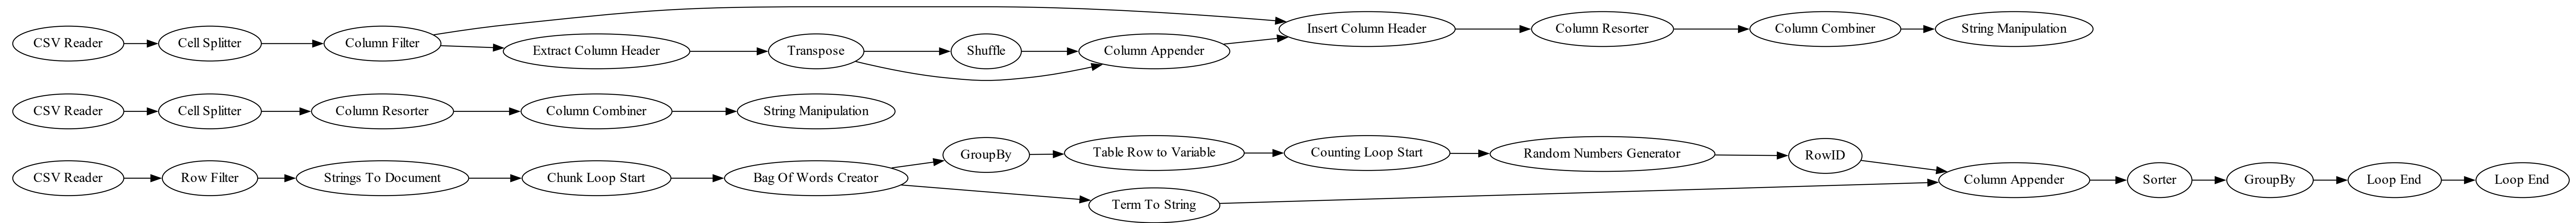 CSV Reader
Cell Splitter
Column Filter
Extract Column Header
Transpose
Shuffle
Column Appender
Insert Column Header
Column Resorter
Column Combiner
String Manipulation
CSV Reader
Cell Splitter
Column Resorter
Column Combiner
String Manipulation
CSV Reader
Row Filter
Strings To Document
Chunk Loop Start
Bag Of Words Creator
GroupBy
Table Row to Variable
Counting Loop Start
Random Numbers Generator
RowID
Term To String
Column Appender
Sorter
GroupBy
Loop End
Loop End